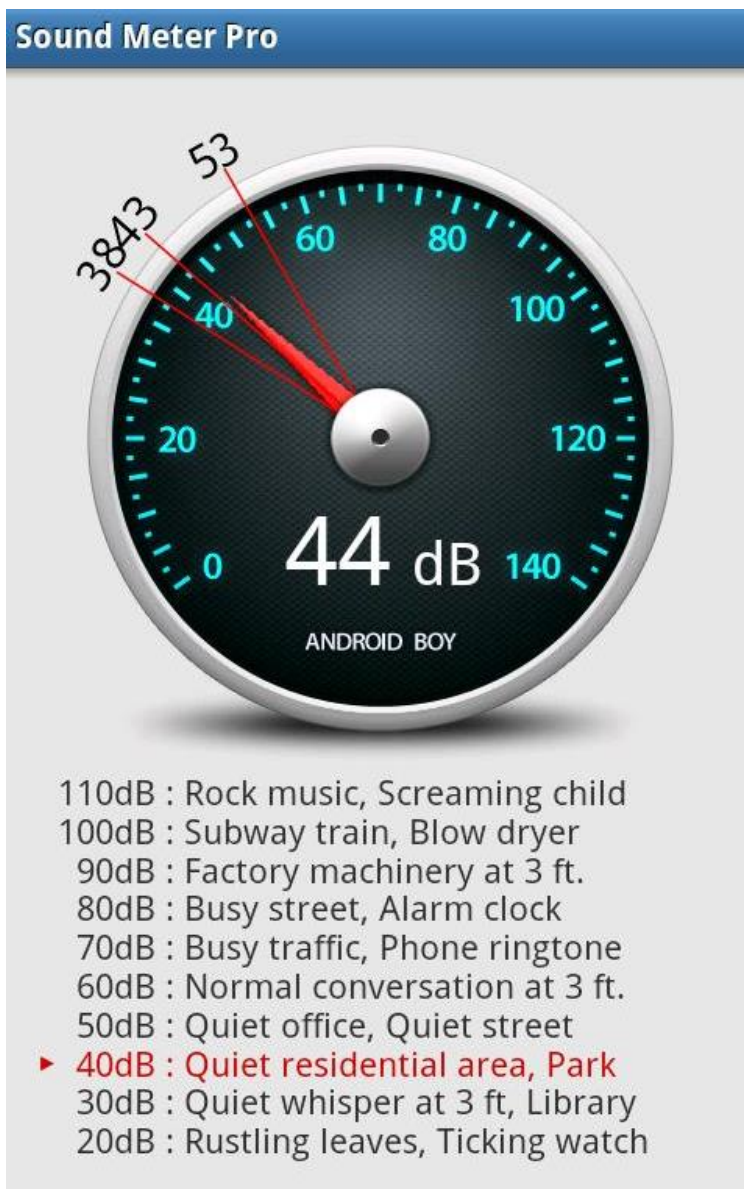 Sound Meter Pro
53
43
38
60
80
40
100
20
120
44 dB
0
140
ANDROID BOY
110dB : Rock music, Screaming child
100dB : Subway train, Blow dryer
90dB : Factory machinery at 3 ft.
80dB : Busy street, Alarm clock
70dB : Busy traffic, Phone ringtone
60dB : Normal conversation at 3 ft.
50dB : Quiet office, Quiet street
► 40dB : Quiet residential area, Park
30dB : Quiet whisper at 3 ft, Library
20dB : Rustling leaves, Ticking watch